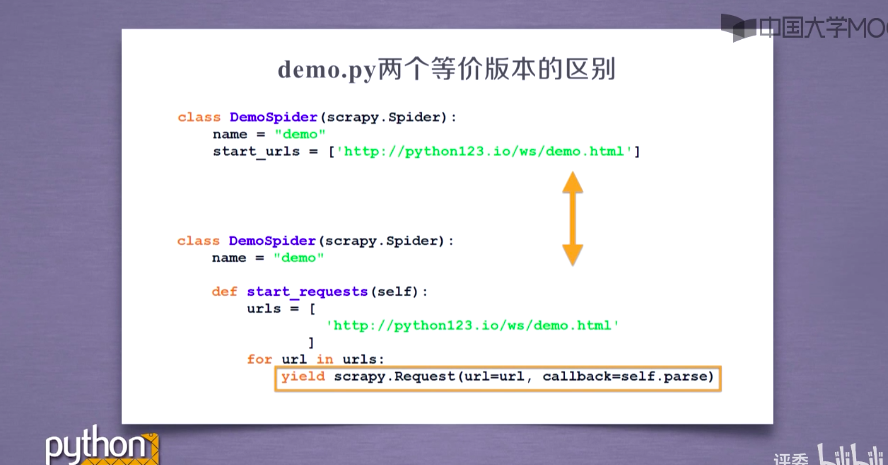 中国大学MOO
demo.py两个等价版本的区别
class DemoSpider(scrapy.Spider):
    name = "demo"
    start_urls = ['http://python123.io/ws/demo.html']
class DemoSpider(scrapy.Spider):
    name = "demo"
    def start_requests(self):
        urls = [
                'http://python123.io/ws/demo.html'
               ]
        for url in urls:
            yield scrapy.Request(url=url, callback=self.parse)
python
评委 bilibili